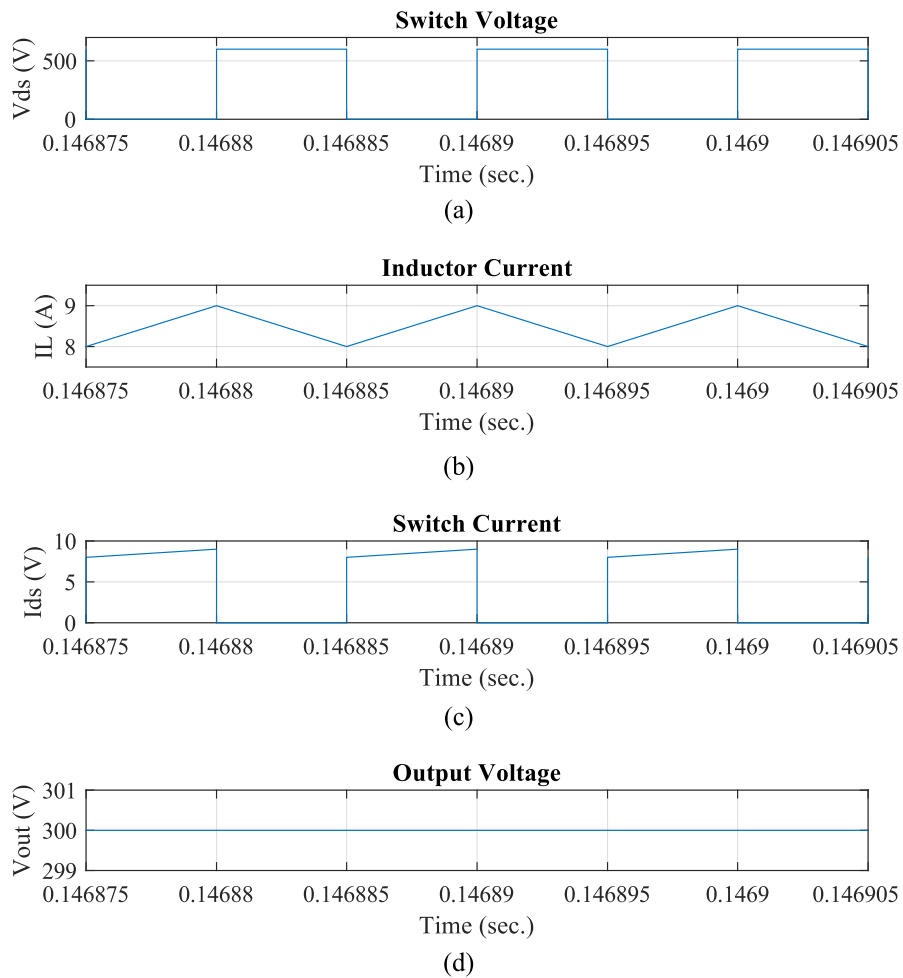 Switch Voltage
Vds (V)
500
0
0.146875 0.14688 0.146885 0.14689 0.146895 0.1469 0.146905
Time (sec.)
(a)
Inductor Current
IL (A)
9
8
0.146875 0.14688 0.146885 0.14689 0.146895 0.1469 0.146905
Time (sec.)
(b)
Switch Current
Ids (V)
10
5
0
0.146875 0.14688 0.146885 0.14689 0.146895 0.1469 0.146905
Time (sec.)
(c)
Output Voltage
Vout (V)
301
300
299
0.146875 0.14688 0.146885 0.14689 0.146895 0.1469 0.146905
Time (sec.)
(d)